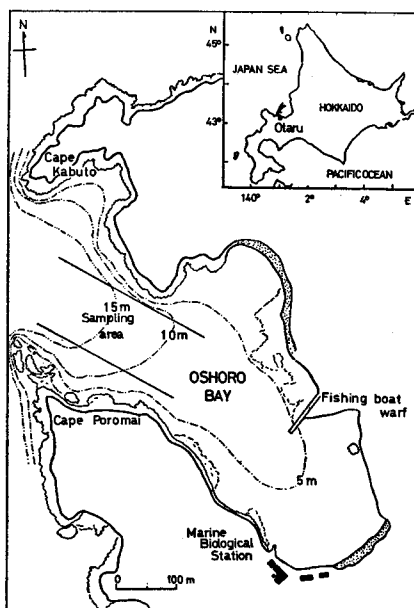 N
N
45°
JAPAN SEA
HOKKAIDO
Otaru
43°
PACIFIC OCEAN
140°
2°
4°
E
Cape
Kabuto
15m
Sampling
area
10m
OSHORO
BAY
Fishing boat
warf
Cape Poromai
5m
Marine
Biological
Station
0
100 m